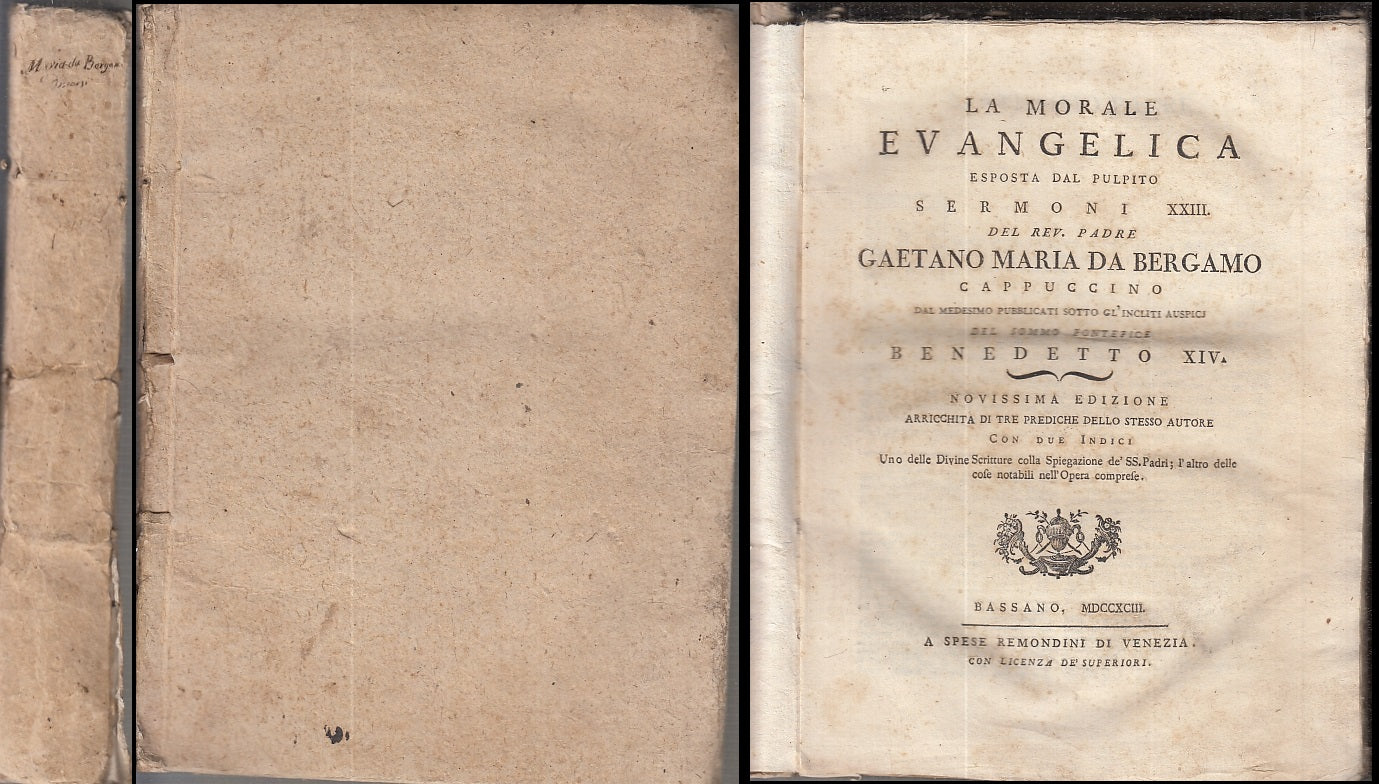 Maria da Bergam
LA MORALE
EVANGELICA
ESPOSTA DAL PULPITO
SERMONI XXIII.
DEL REV. PADRE
GAETANO MARIA DA BERGAMO
CAPPUCCINO
DAL MEDESIMO PUBBLICATI SOTTO GL'INCLITI AUSPICJ
DEL SOMMO PONTEFICE
BENEDETTO XIV.
NOVISSIMA EDIZIONE
ARRICCHITA DI TRE PREDICHE DELLO STESSO AUTORE
CON DUE INDICI
Uno delle Divine Scritture colla Spiegazione de' SS. Padri; l'altro delle
coſe notabili nell'Opera compreſe.
BASSANO, MDCCXCIII.
A SPESE REMONDINI DI VENEZIA.
CON LICENZA DE' SUPERIORI.